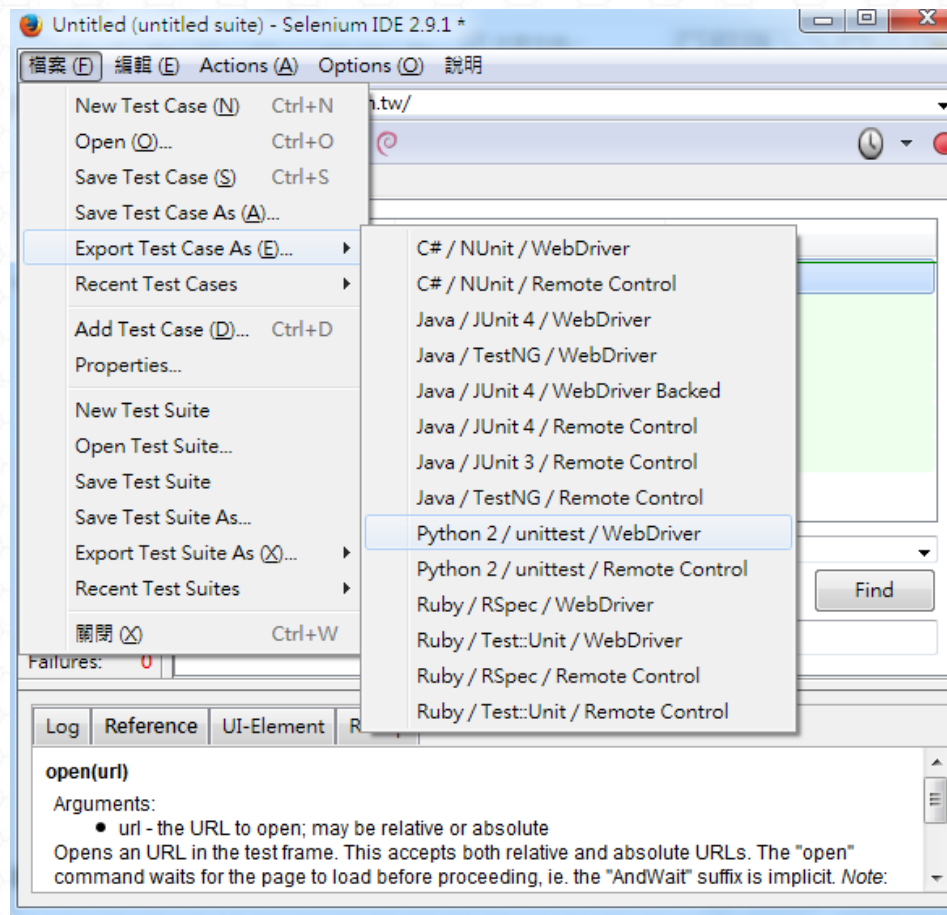 Untitled (untitled suite) - Selenium IDE 2.9.1 *
檔案 (F) 編輯 (E) Actions (A) Options (O) 說明
.tw/
New Test Case (N) Ctrl+N
Open (O)... Ctrl+O
Save Test Case (S) Ctrl+S
Save Test Case As (A)...
Export Test Case As (E)...
Recent Test Cases
Add Test Case (D)... Ctrl+D
Properties...
New Test Suite
Open Test Suite...
Save Test Suite
Save Test Suite As...
Export Test Suite As (X)...
Recent Test Suites
關閉 (X) Ctrl+W
C# / NUnit / WebDriver
C# / NUnit / Remote Control
Java / JUnit 4 / WebDriver
Java / TestNG / WebDriver
Java / JUnit 4 / WebDriver Backed
Java / JUnit 4 / Remote Control
Java / JUnit 3 / Remote Control
Java / TestNG / Remote Control
Python 2 / unittest / WebDriver
Python 2 / unittest / Remote Control
Ruby / RSpec / WebDriver
Ruby / Test::Unit / WebDriver
Ruby / RSpec / Remote Control
Ruby / Test::Unit / Remote Control
Find
Failures: 0
Log Reference UI-Element
open(url)
Arguments:
• url - the URL to open; may be relative or absolute
Opens an URL in the test frame. This accepts both relative and absolute URLs. The "open"
command waits for the page to load before proceeding, ie. the "AndWait" suffix is implicit. Note: